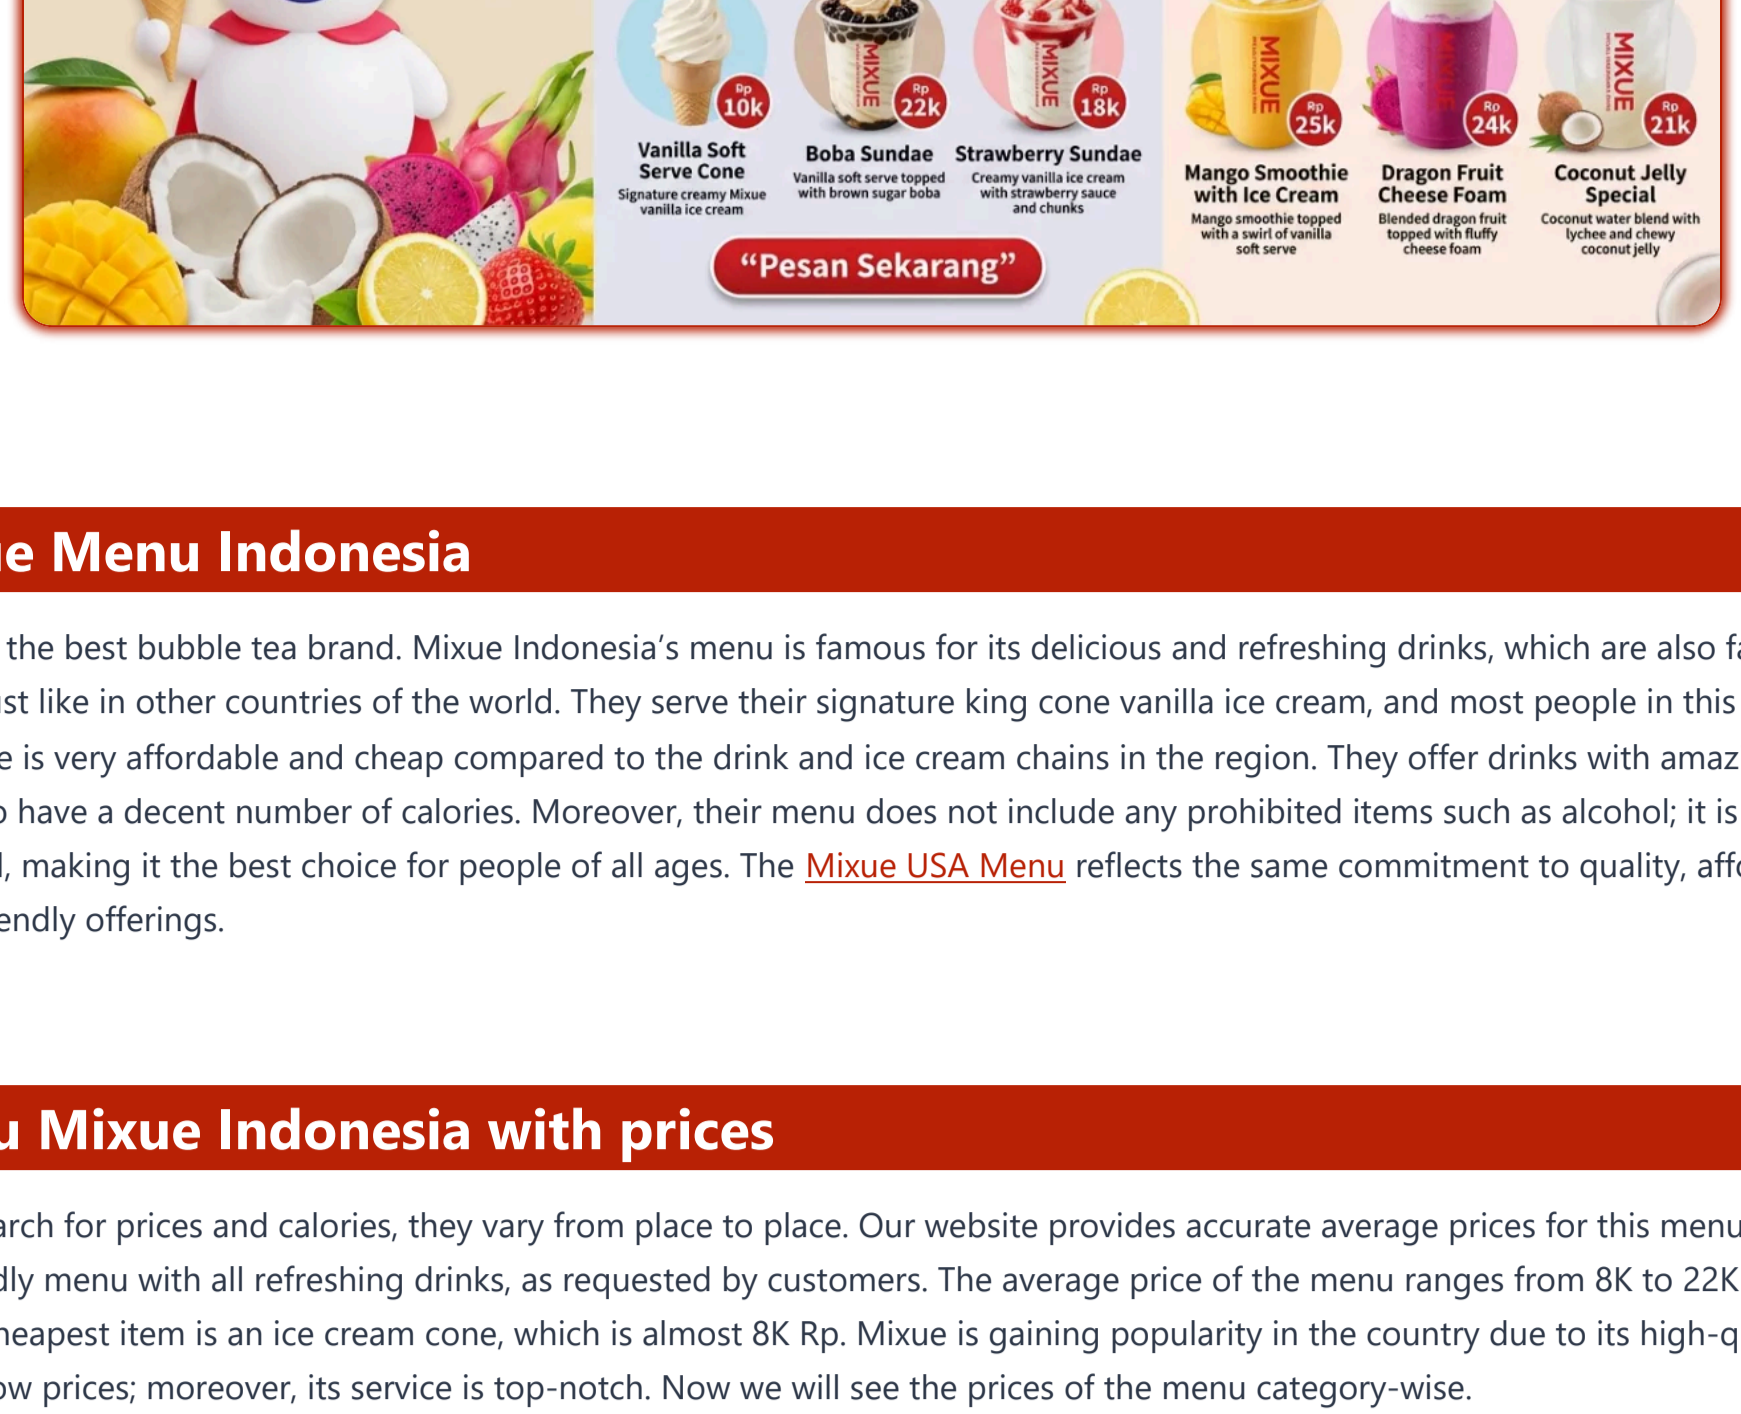 MIXUE
MIXUE
MIXUE
MIXUE
MIXUE
Dp
10k
Rp
22k
Rp
18k
Rp
25k
Rp
24k
Rp
21k
Vanilla Soft
Serve Cone
Signature creamy Mixue
vanilla ice cream
Boba Sundae
Vanilla soft serve topped
with brown sugar boba
Strawberry Sundae
Creamy vanilla ice cream
with strawberry sauce
and chunks
Mango Smoothie
with Ice Cream
Mango smoothie topped
with a swirl of vanilla
soft serve
Dragon Fruit
Cheese Foam
Blended dragon fruit
topped with fluffy
cheese foam
Coconut Jelly
Special
Coconut water blend with
lychee and chewy
coconut jelly
“Pesan Sekarang”
ue Menu Indonesia
the best bubble tea brand. Mixue Indonesia’s menu is famous for its delicious and refreshing drinks, which are also fa
ust like in other countries of the world. They serve their signature king cone vanilla ice cream, and most people in this
e is very affordable and cheap compared to the drink and ice cream chains in the region. They offer drinks with amaz
o have a decent number of calories. Moreover, their menu does not include any prohibited items such as alcohol; it is
l, making it the best choice for people of all ages. The Mixue USA Menu reflects the same commitment to quality, affo
endly offerings.
u Mixue Indonesia with prices
arch for prices and calories, they vary from place to place. Our website provides accurate average prices for this menu
dly menu with all refreshing drinks, as requested by customers. The average price of the menu ranges from 8K to 22K
heapest item is an ice cream cone, which is almost 8K Rp. Mixue is gaining popularity in the country due to its high-q
ow prices; moreover, its service is top-notch. Now we will see the prices of the menu category-wise.